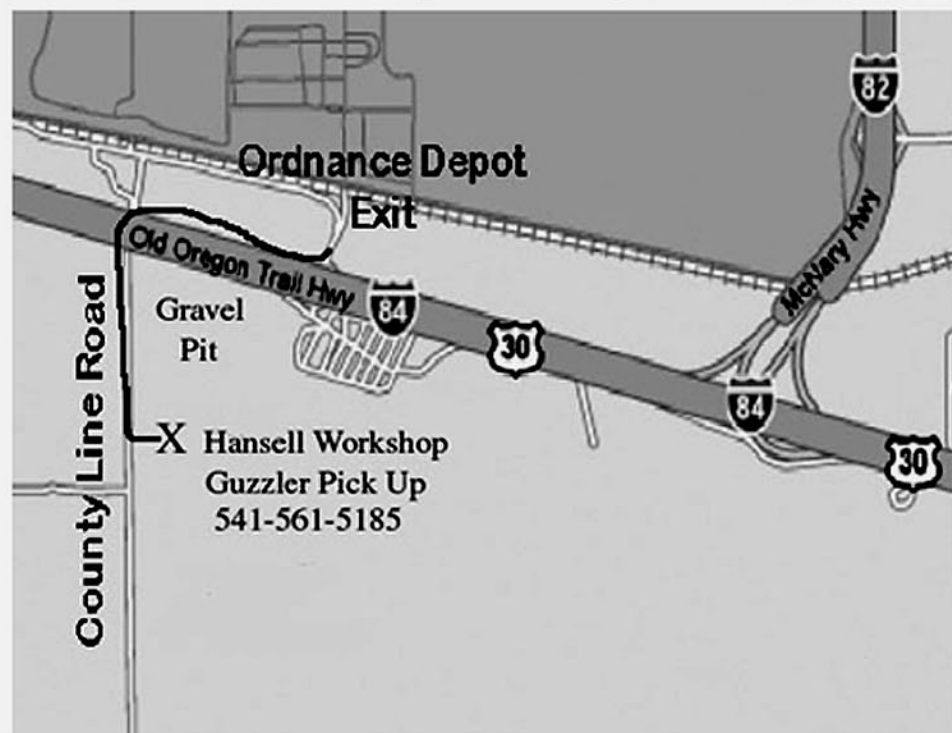 82
Ordnance Depot
Exit
McNary Hwy
Old Oregon Trail Hwy
84
Gravel
Pit
30
84
County Line Road
X Hansell Workshop
Guzzler Pick Up
541-561-5185
30